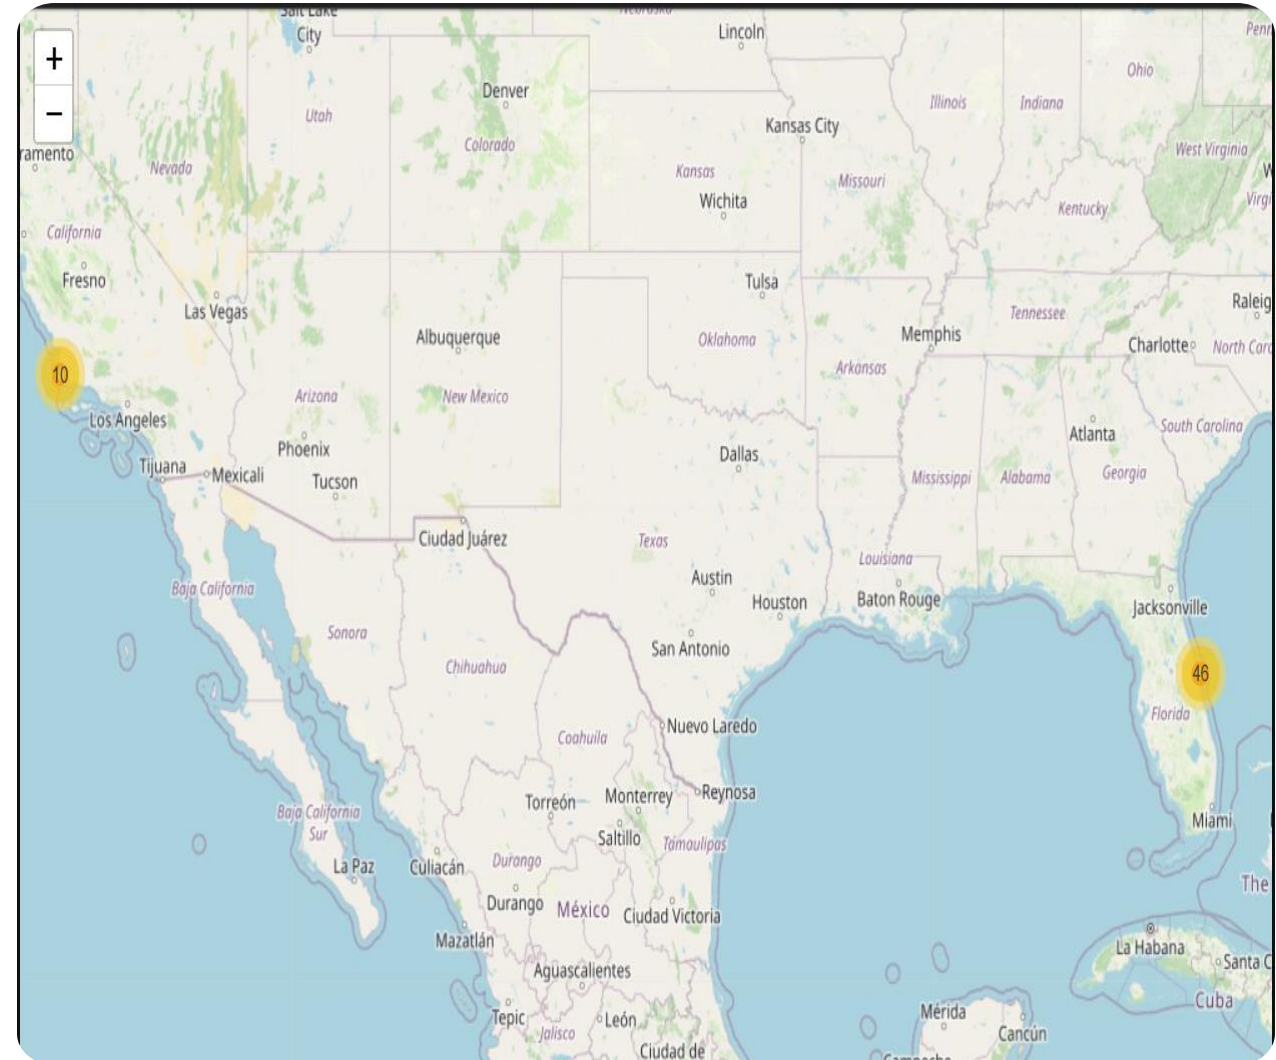 Salt Lake
City
Nebraska
Lincoln
Penn
+
−
Denver
Ohio
Utah
Illinois
Indiana
Kansas City
Colorado
ramento
Nevada
Kansas
Missouri
West Virginia
W
Virgi
Wichita
Kentucky
California
Fresno
Tulsa
Las Vegas
Raleig
Tennessee
Albuquerque
Oklahoma
Memphis
Charlotte
North Caro
10
Arkansas
Arizona
New Mexico
Los Angeles
South Carolina
Atlanta
Phoenix
Dallas
Tijuana
Mexicali
Tucson
Mississippi
Alabama
Georgia
Ciudad Juárez
Texas
Louisiana
Austin
Baja California
Houston
Baton Rouge
Jacksonville
Sonora
San Antonio
Chihuahua
46
Florida
Nuevo Laredo
Coahuila
Torreón
Monterrey
Reynosa
Baja California
Sur
Miami
Saltillo
Tamaulipas
La Paz
Culiacán
Durango
The
Durango
México
Ciudad Victoria
Mazatlán
La Habana
Santa C
Aguascalientes
Cuba
Tepic
León
Mérida
Jalisco
Cancún
Ciudad de
Campeche